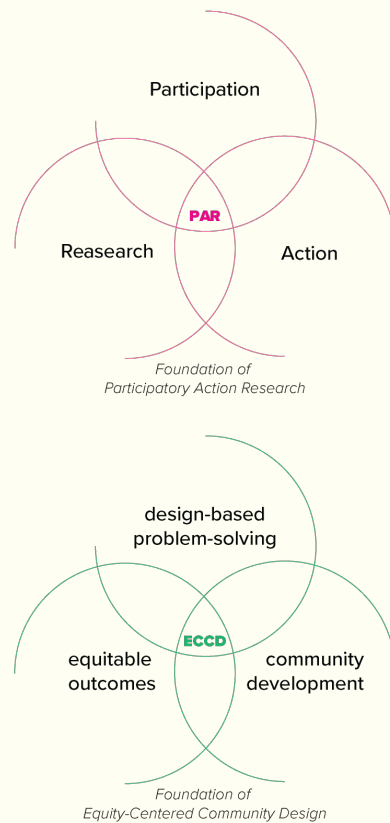 Participation
PAR
Reasearch
Action
Foundation of
Participatory Action Research
design-based
problem-solving
ECCD
equitable
outcomes
community
development
Foundation of
Equity-Centered Community Design